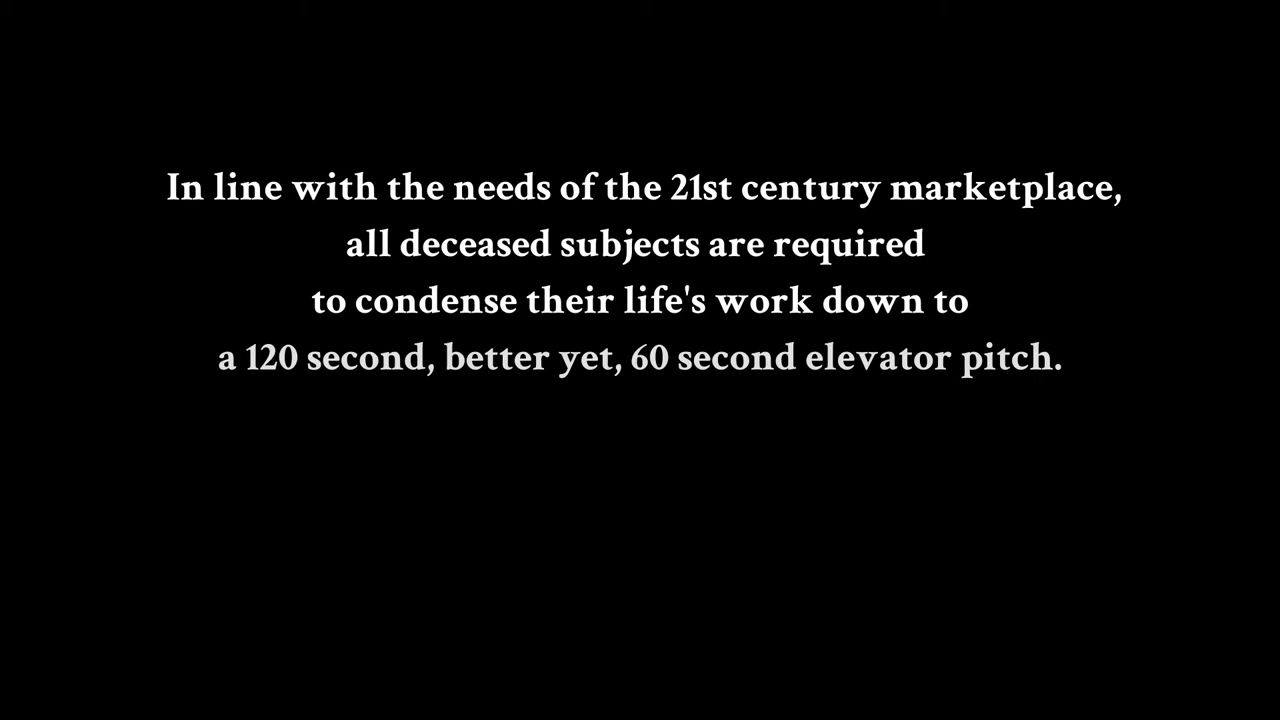 In line with the needs of the 21st century marketplace,
all deceased subjects are required
to condense their life's work down to
a 120 second, better yet, 60 second elevator pitch.